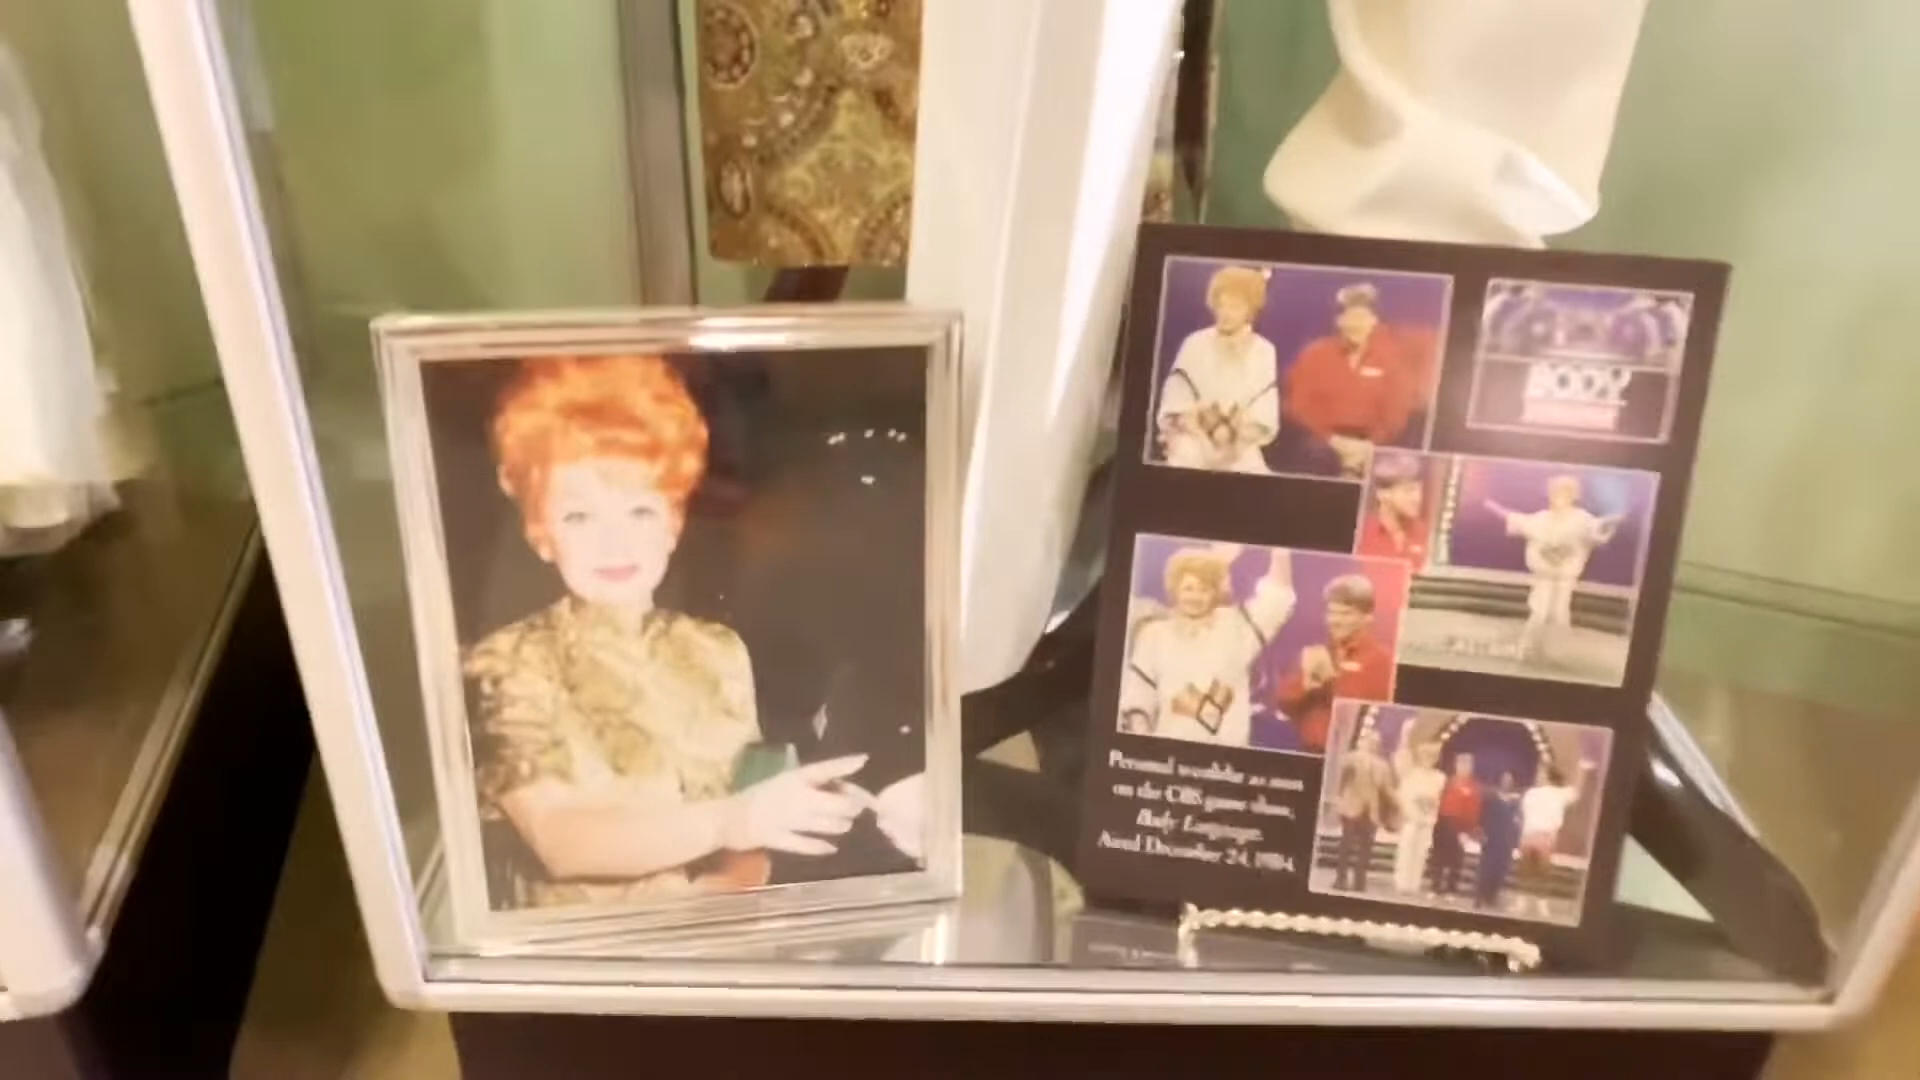 BODY
Personal wardrobe as seen
on the CBS game show,
Body Language.
Aired December 24, 1984.